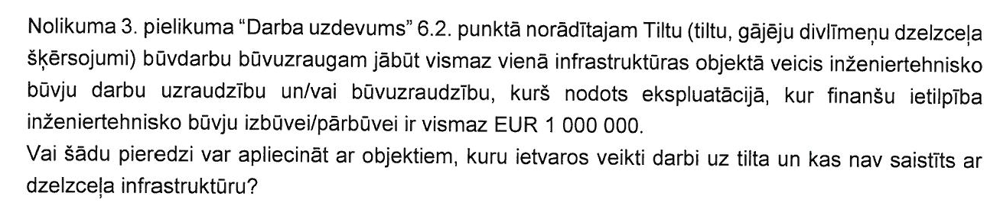 Nolikuma 3. pielikuma “Darba uzdevums” 6.2. punktā norādītajam Tiltu (tiltu, gājēju divlīmeņu dzelzceļa
šķērsojumi) būvdarbu būvuzraugam jābūt vismaz vienā infrastruktūras objektā veicis inženiertehnisko
būvju darbu uzraudzību un/vai būvuzraudzību, kurš nodots ekspluatācijā, kur finanšu ietilpība
inženiertehnisko būvju izbūvei/pārbūvei ir vismaz EUR 1 000 000.
Vai šādu pieredzi var apliecināt ar objektiem, kuru ietvaros veikti darbi uz tilta un kas nav saistīts ar
dzelzceļa infrastruktūru?